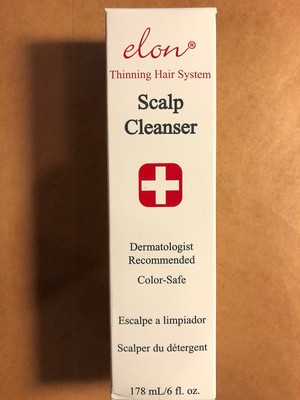 elon®
Thinning Hair System
Scalp
Cleanser
Dermatologist
Recommended
Color-Safe
Escalpe a limpiador
Scalper du détergent
178 mL/6 fl. oz.